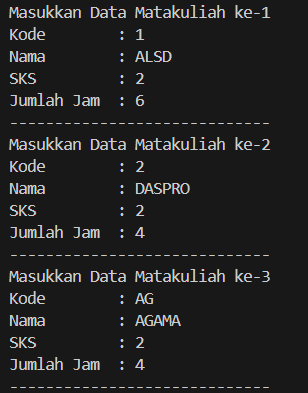 Masukkan Data Matakuliah ke-1
Kode        : 1
Nama        : ALSD
SKS         : 2
Jumlah Jam  : 6
-----------------------------
Masukkan Data Matakuliah ke-2
Kode        : 2
Nama        : DASPRO
SKS         : 2
Jumlah Jam  : 4
-----------------------------
Masukkan Data Matakuliah ke-3
Kode        : AG
Nama        : AGAMA
SKS         : 2
Jumlah Jam  : 4
-----------------------------